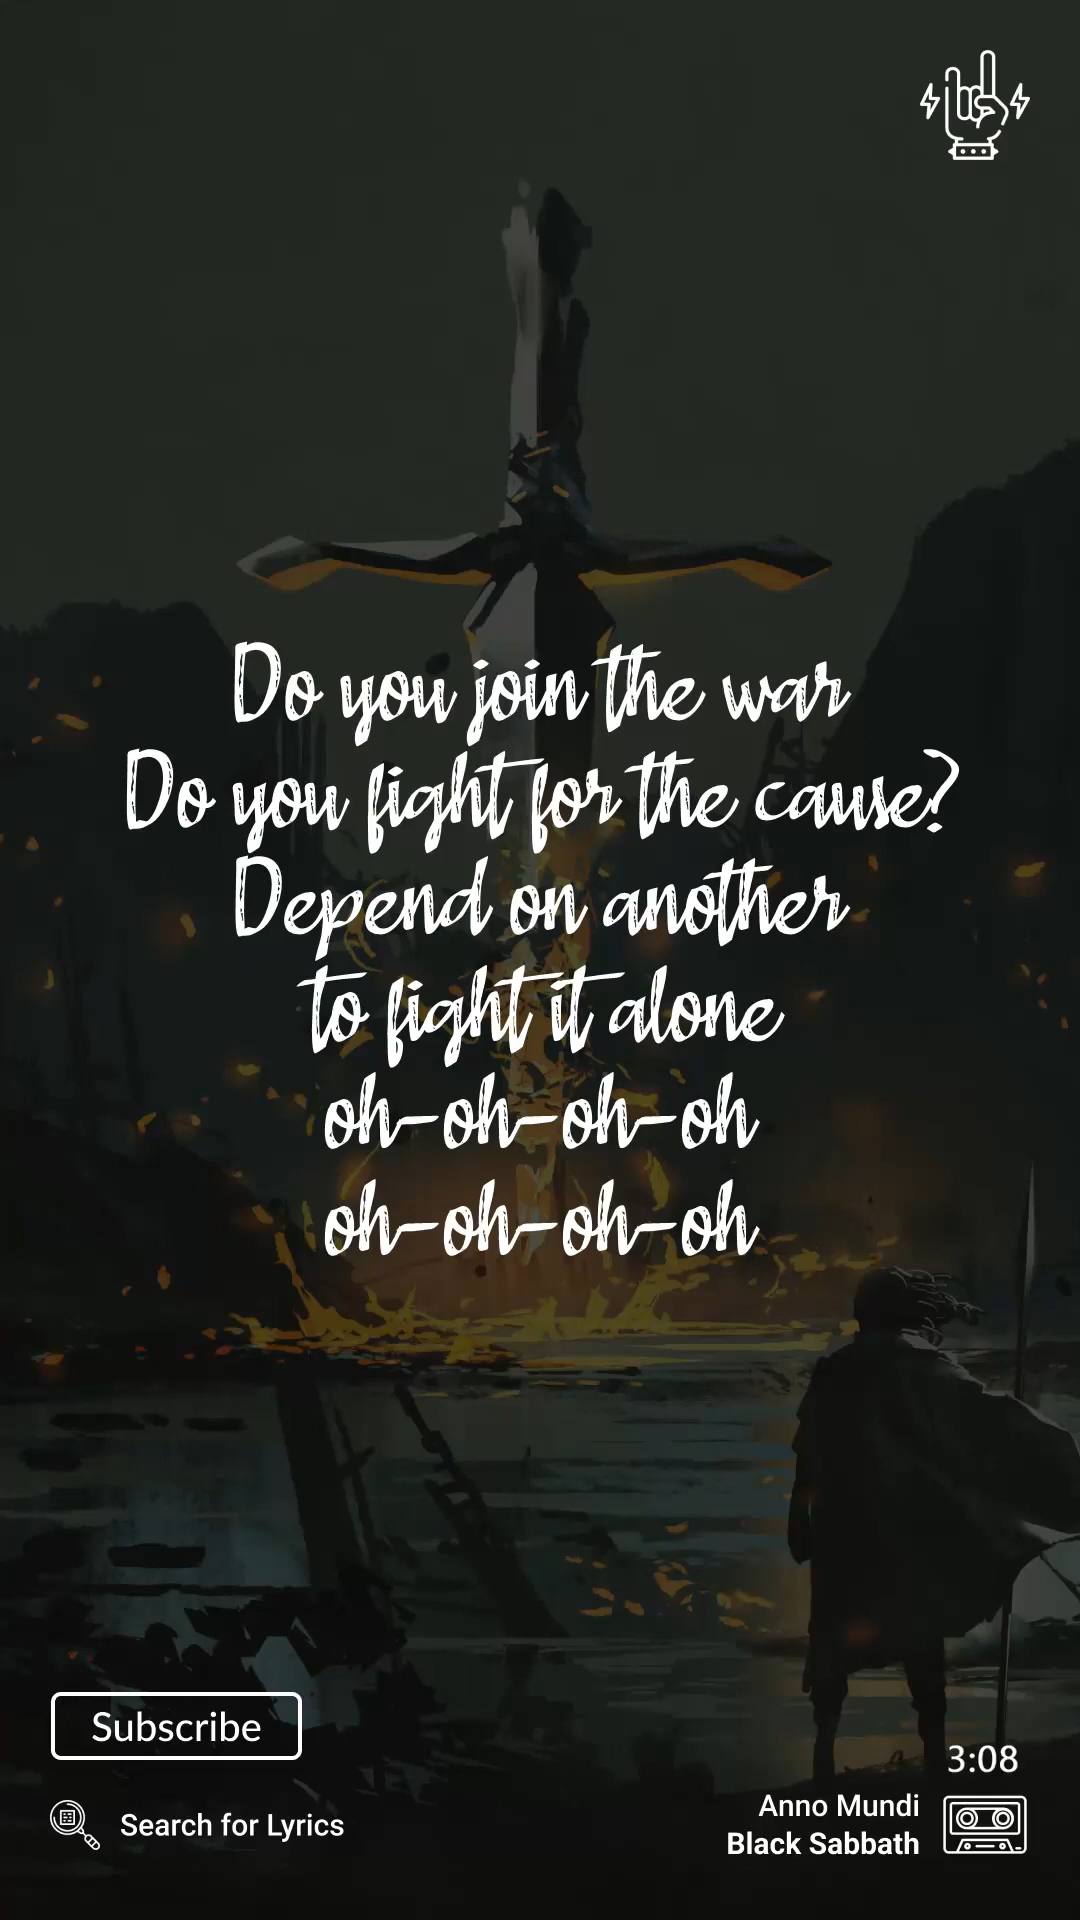 Do you join the war
Do you fight for the cause?
Depend on another
to fight it alone
oh-oh-oh-oh
oh-oh-oh-oh
Subscribe
3:08
Search for Lyrics
Anno Mundi
Black Sabbath